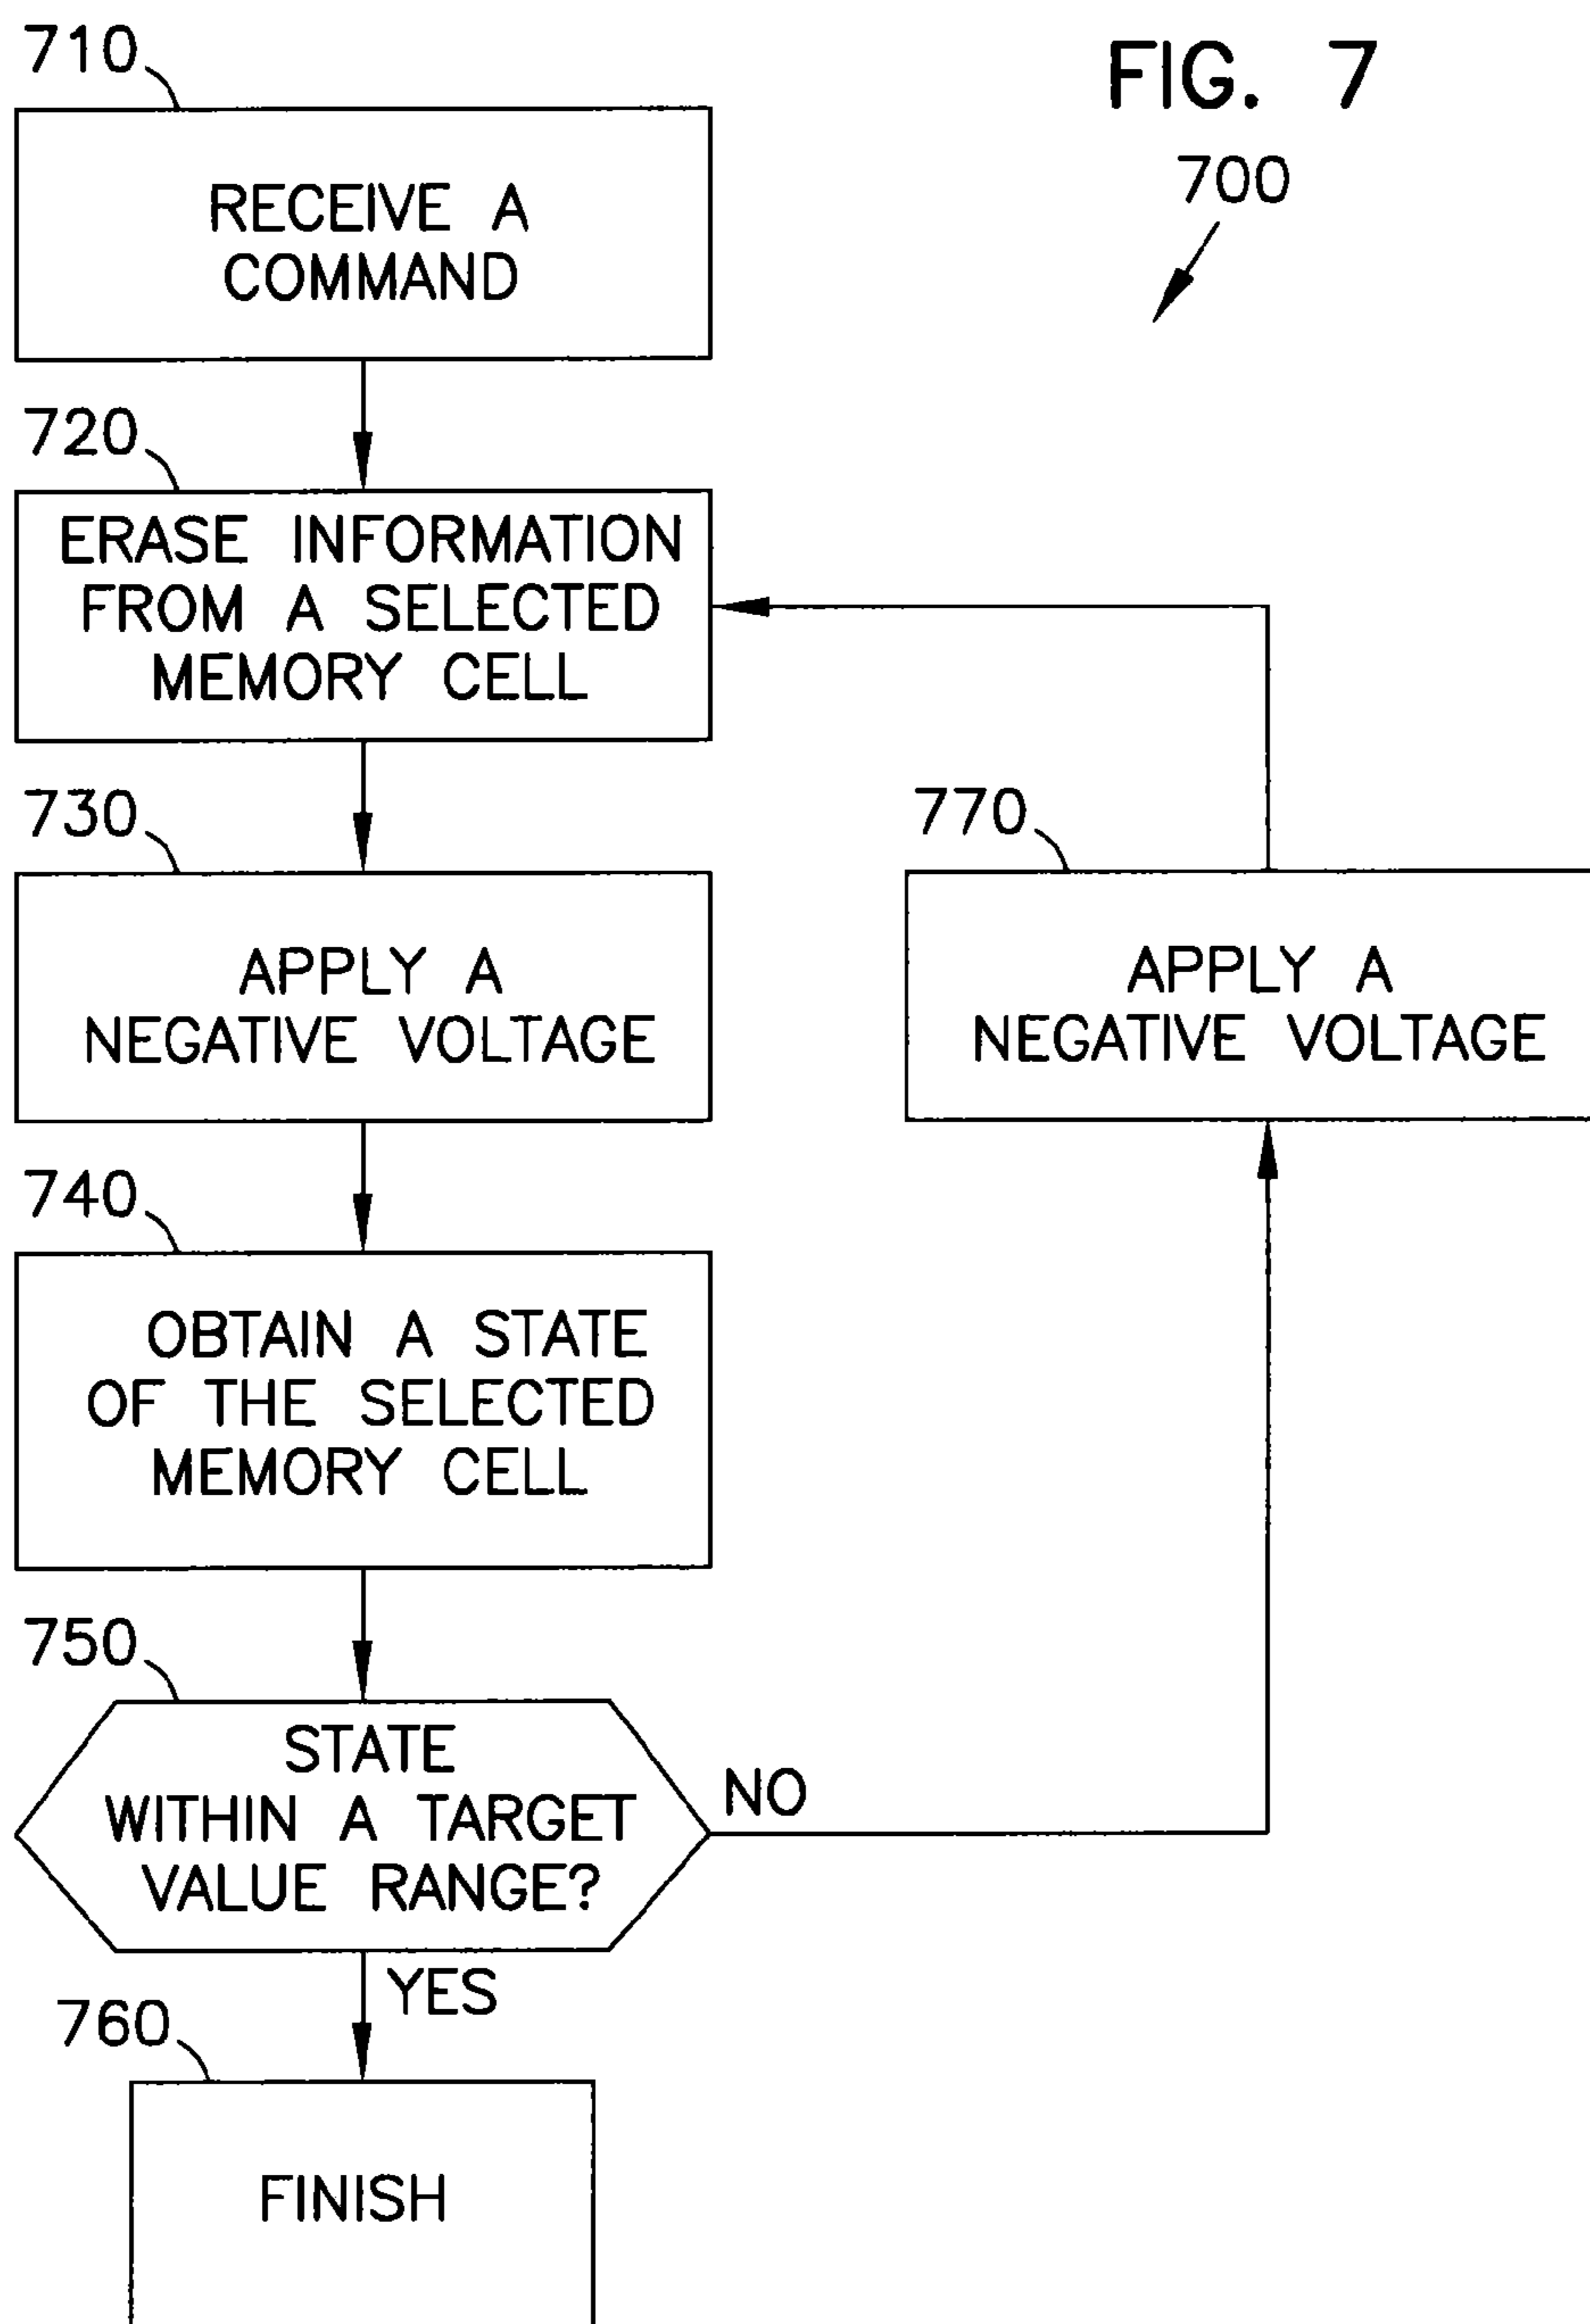 FIG. 7
700
710
RECEIVE A
COMMAND
720
ERASE INFORMATION
FROM A SELECTED
MEMORY CELL
730
APPLY A
NEGATIVE VOLTAGE
770
APPLY A
NEGATIVE VOLTAGE
740
OBTAIN A STATE
OF THE SELECTED
MEMORY CELL
750
STATE
WITHIN A TARGET
VALUE RANGE?
NO
YES
760
FINISH